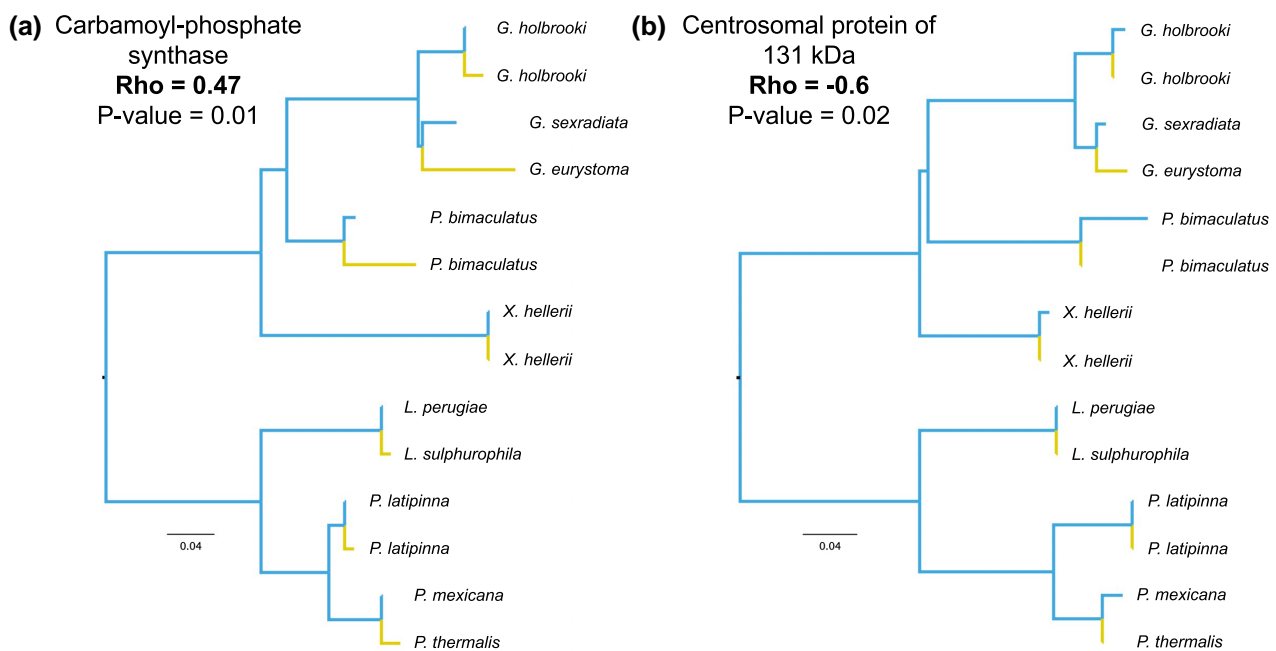 (a) Carbamoyl-phosphate
synthase
Rho = 0.47
P-value = 0.01
G. holbrooki
G. holbrooki
G. sexradiata
G. eurystoma
P. bimaculatus
P. bimaculatus
X. hellerii
X. hellerii
L. perugiae
L. sulphurophila
P. latipinna
P. latipinna
P. mexicana
P. thermalis
0.04
(b) Centrosomal protein of
131 kDa
Rho = -0.6
P-value = 0.02
G. holbrooki
G. holbrooki
G. sexradiata
G. eurystoma
P. bimaculatus
P. bimaculatus
X. hellerii
X. hellerii
L. perugiae
L. sulphurophila
P. latipinna
P. latipinna
P. mexicana
P. thermalis
0.04